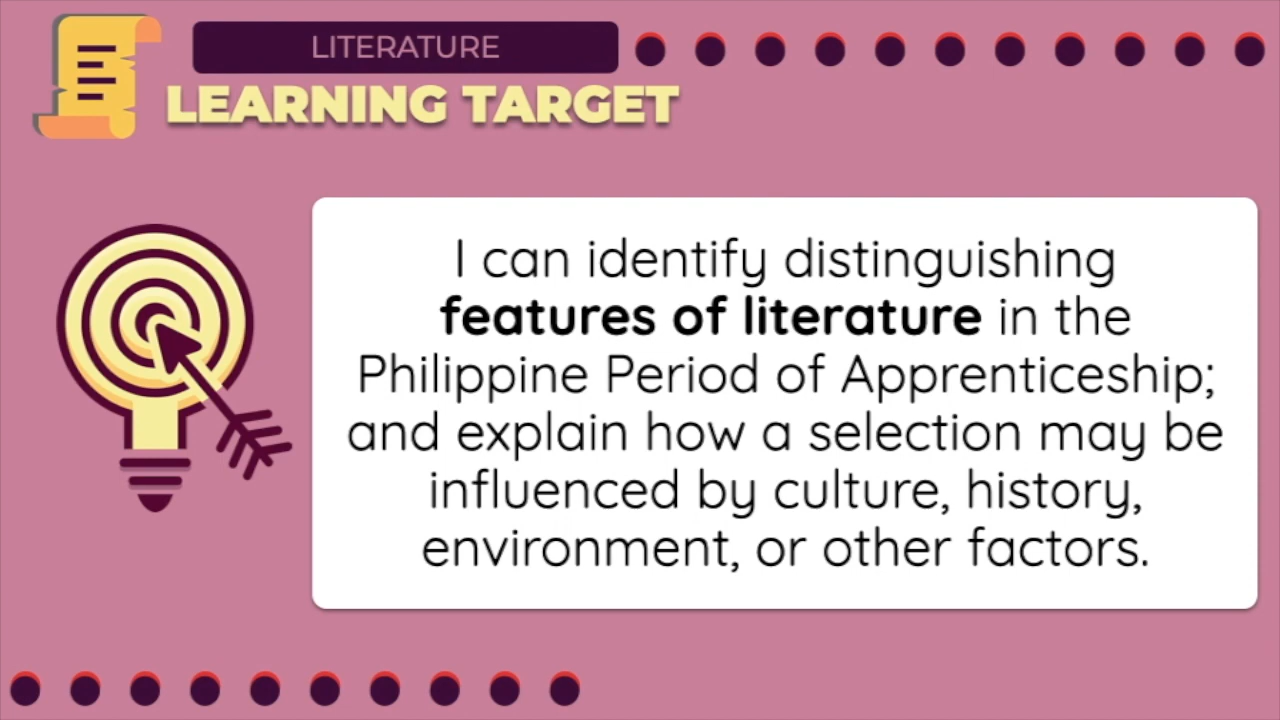 LITERATURE
LEARNING TARGET
I can identify distinguishing
features of literature in the
Philippine Period of Apprenticeship;
and explain how a selection may be
influenced by culture, history,
environment, or other factors.